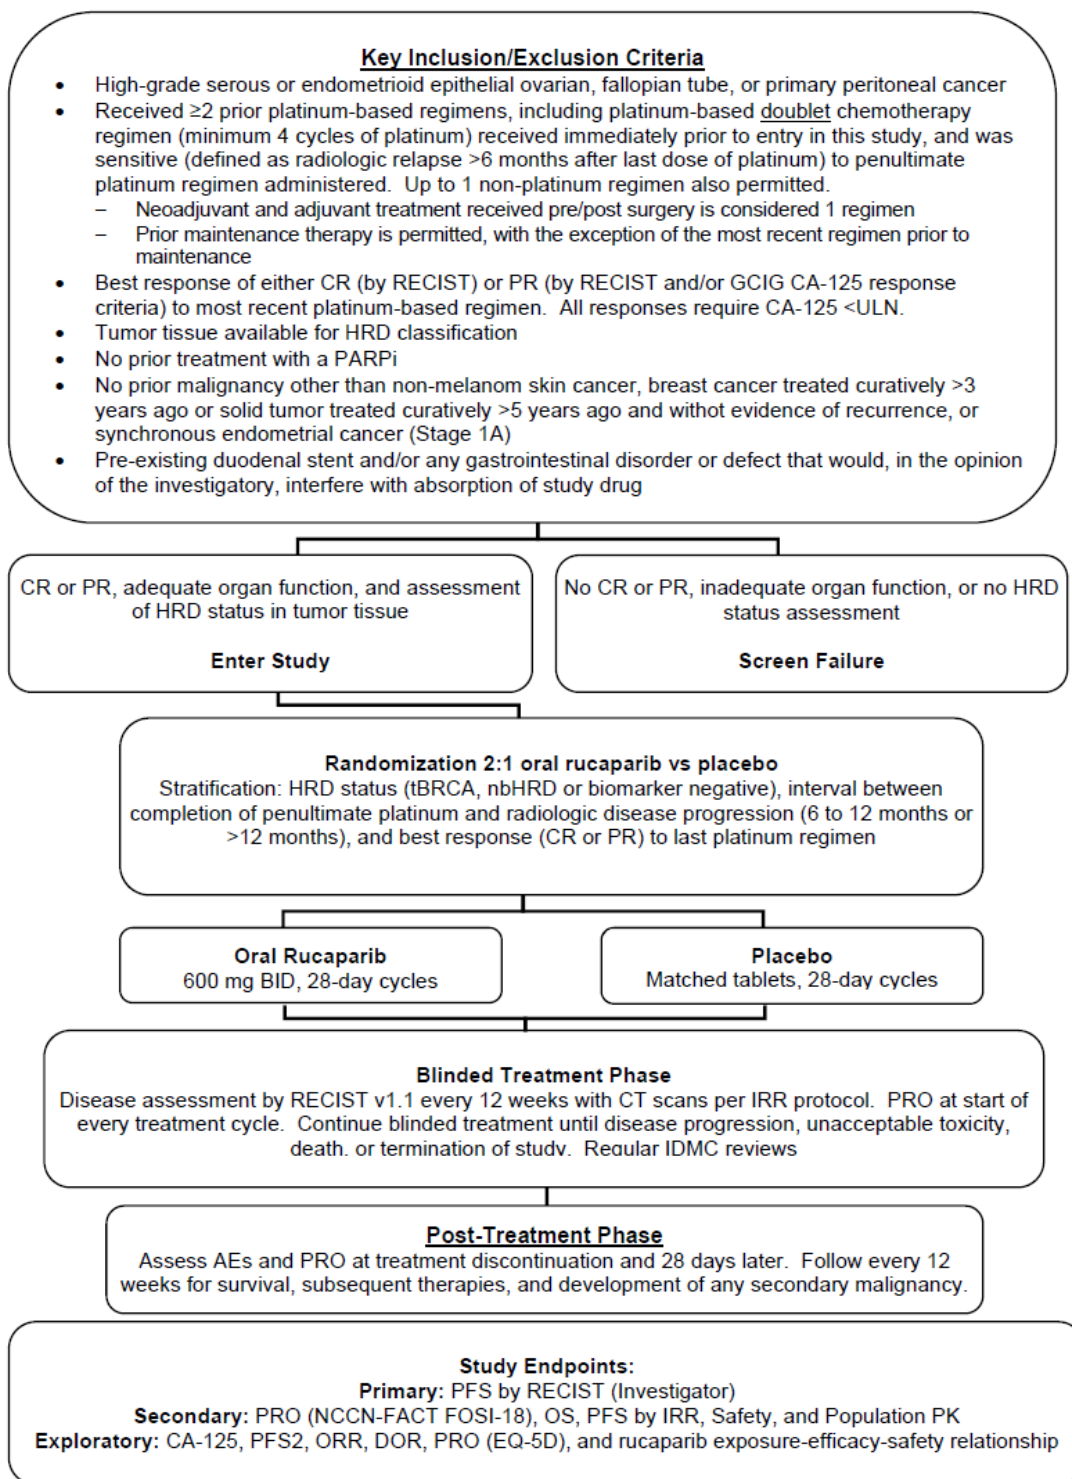 Key Inclusion/Exclusion Criteria
• High-grade serous or endometrioid epithelial ovarian, fallopian tube, or primary peritoneal cancer
• Received ≥2 prior platinum-based regimens, including platinum-based doublet chemotherapy
regimen (minimum 4 cycles of platinum) received immediately prior to entry in this study, and was
sensitive (defined as radiologic relapse >6 months after last dose of platinum) to penultimate
platinum regimen administered. Up to 1 non-platinum regimen also permitted.
– Neoadjuvant and adjuvant treatment received pre/post surgery is considered 1 regimen
– Prior maintenance therapy is permitted, with the exception of the most recent regimen prior to
maintenance
• Best response of either CR (by RECIST) or PR (by RECIST and/or GCIG CA-125 response
criteria) to most recent platinum-based regimen. All responses require CA-125 <ULN.
• Tumor tissue available for HRD classification
• No prior treatment with a PARPi
• No prior malignancy other than non-melanom skin cancer, breast cancer treated curatively >3
years ago or solid tumor treated curatively >5 years ago and withot evidence of recurrence, or
synchronous endometrial cancer (Stage 1A)
• Pre-existing duodenal stent and/or any gastrointestinal disorder or defect that would, in the opinion
of the investigatory, interfere with absorption of study drug
CR or PR, adequate organ function, and assessment
of HRD status in tumor tissue
Enter Study
No CR or PR, inadequate organ function, or no HRD
status assessment
Screen Failure
Randomization 2:1 oral rucaparib vs placebo
Stratification: HRD status (tBRCA, nbHRD or biomarker negative), interval between
completion of penultimate platinum and radiologic disease progression (6 to 12 months or
>12 months), and best response (CR or PR) to last platinum regimen
Oral Rucaparib
600 mg BID, 28-day cycles
Placebo
Matched tablets, 28-day cycles
Blinded Treatment Phase
Disease assessment by RECIST v1.1 every 12 weeks with CT scans per IRR protocol. PRO at start of
every treatment cycle. Continue blinded treatment until disease progression, unacceptable toxicity,
death, or termination of study. Regular IDMC reviews
Post-Treatment Phase
Assess AEs and PRO at treatment discontinuation and 28 days later. Follow every 12
weeks for survival, subsequent therapies, and development of any secondary malignancy.
Study Endpoints:
Primary: PFS by RECIST (Investigator)
Secondary: PRO (NCCN-FACT FOSI-18), OS, PFS by IRR, Safety, and Population PK
Exploratory: CA-125, PFS2, ORR, DOR, PRO (EQ-5D), and rucaparib exposure-efficacy-safety relationship